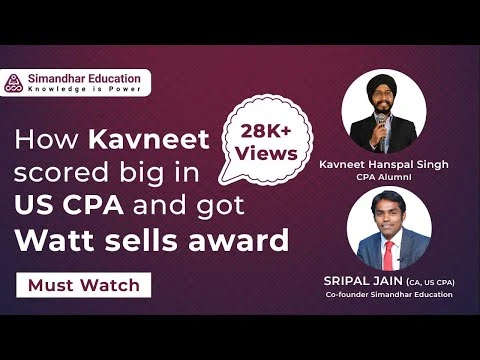 Simandhar Education
Knowledge is Power
How Kavneet
scored big in
US CPA and got
Watt sells award
28K+
Views
Must Watch
Kavneet Hanspal Singh
CPA AlumnI
SRIPAL JAIN (CA, US CPA)
Co-founder Simandhar Education